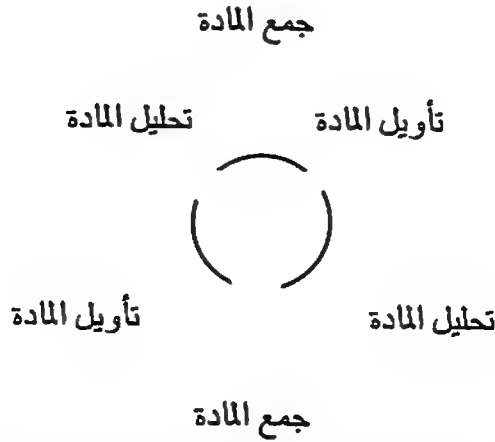 جمع المادة
تأويل المادة
تحليل المادة
تحليل المادة
تأويل المادة
جمع المادة